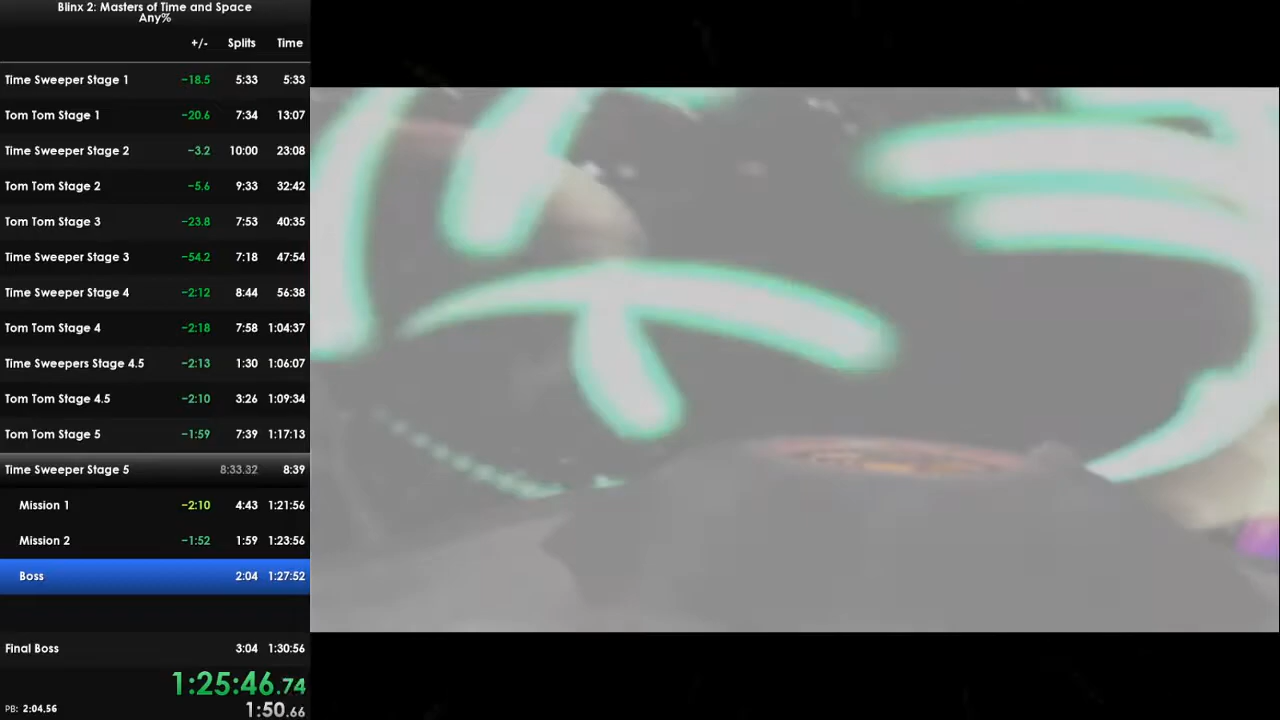 Blinx 2: Masters of Time and Space
Any%
+/- Splits Time
Time Sweeper Stage 1 -18.5 5:33 5:33
Tom Tom Stage 1 -20.6 7:34 13:07
Time Sweeper Stage 2 -3.2 10:00 23:08
Tom Tom Stage 2 -5.6 9:33 32:42
Tom Tom Stage 3 -23.8 7:53 40:35
Time Sweeper Stage 3 -54.2 7:18 47:54
Time Sweeper Stage 4 -2:12 8:44 56:38
Tom Tom Stage 4 -2:18 7:58 1:04:37
Time Sweepers Stage 4.5 -2:13 1:30 1:06:07
Tom Tom Stage 4.5 -2:10 3:26 1:09:34
Tom Tom Stage 5 -1:59 7:39 1:17:13
Time Sweeper Stage 5 8:33.32 8:39
Mission 1 -2:10 4:43 1:21:56
Mission 2 -1:52 1:59 1:23:56
Boss 2:04 1:27:52
Final Boss 3:04 1:30:56
1:25:46.74
PB: 2:04.56 1:50.66